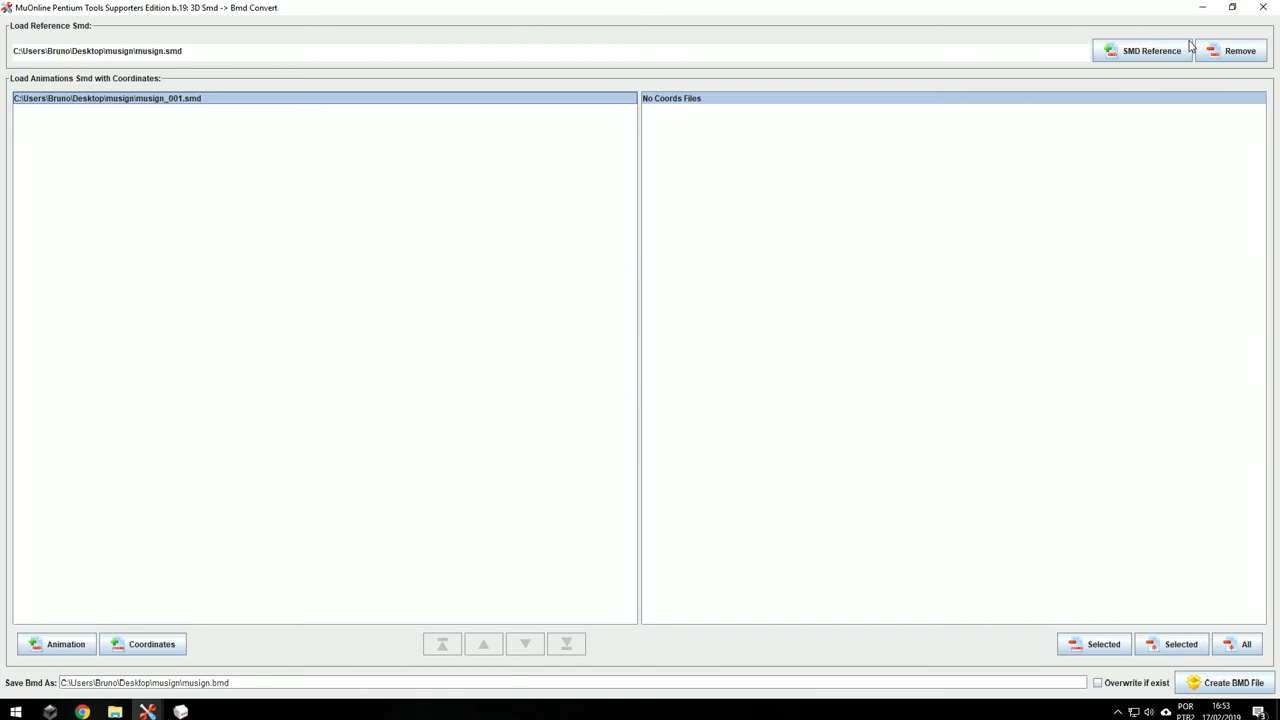 MuOnline Pentium Tools Supporters Edition b.19: 3D Smd -> Bmd Convert
Load Reference Smd:
C:\Users\Bruno\Desktop\musign\musign.smd
SMD Reference
Remove
Load Animations Smd with Coordinates:
C:\Users\Bruno\Desktop\musign\musign_001.smd
No Coords Files
Animation
Coordinates
Selected
Selected
All
Save Bmd As:
C:\Users\Bruno\Desktop\musign\musign.bmd
Overwrite if exist
Create BMD File
POR
16:53
PTB2
17/02/2019